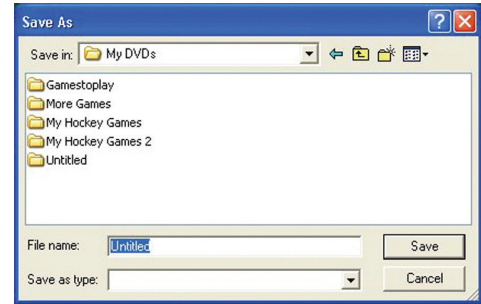 Save As
Save in: My DVDs
Gamestoplay
More Games
My Hockey Games
My Hockey Games 2
Untitled
File name: Untitled Save
Save as type: Cancel